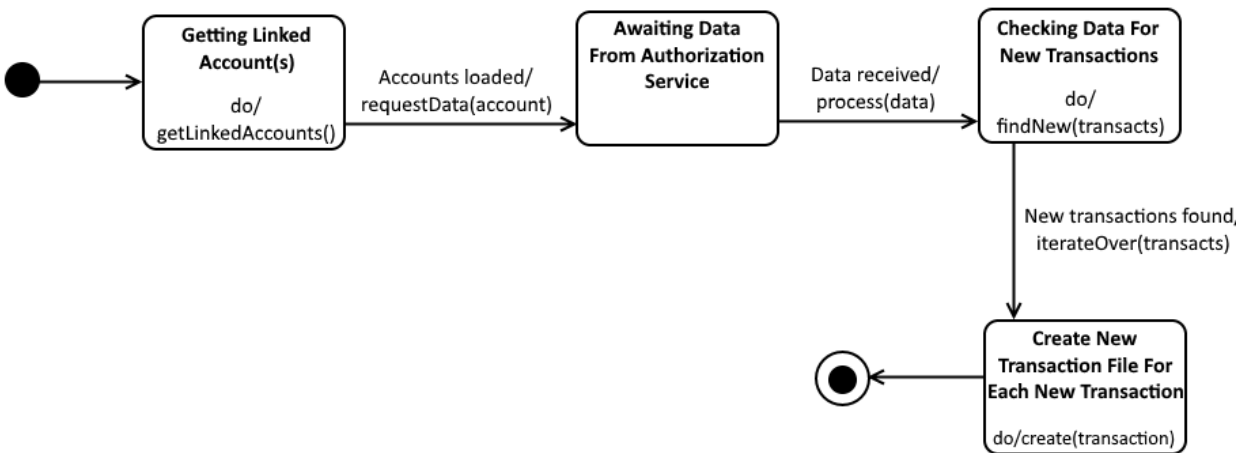 Getting Linked
Account(s)
do/
getLinkedAccounts()
Accounts loaded/
requestData(account)
Awaiting Data
From Authorization
Service
Data received/
process(data)
Checking Data For
New Transactions
do/
findNew(transacts)
New transactions found/
iterateOver(transacts)
Create New
Transaction File For
Each New Transaction
do/create(transaction)